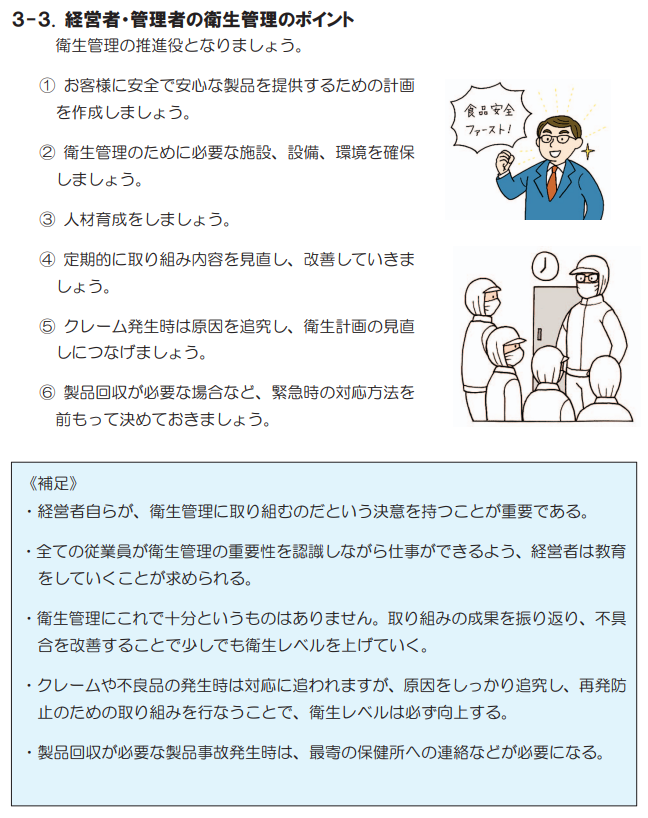 3-3. 経営者・管理者の衛生管理のポイント
衛生管理の推進役となりましょう。
① お客様に安全で安心な製品を提供するための計画
を作成しましょう。
② 衛生管理のために必要な施設、設備、環境を確保
しましょう。
③ 人材育成をしましょう。
④ 定期的に取り組み内容を見直し、改善していきま
しょう。
⑤ クレーム発生時は原因を追究し、衛生計画の見直
しにつなげましょう。
⑥ 製品回収が必要な場合など、緊急時の対応方法を
前もって決めておきましょう。
食品安全
ファースト!
《補足》
・経営者自らが、衛生管理に取り組むのだという決意を持つことが重要である。
・全ての従業員が衛生管理の重要性を認識しながら仕事ができるよう、経営者は教育
をしていくことが求められる。
・衛生管理にこれで十分というものはありません。取り組みの成果を振り返り、不具
合を改善することで少しでも衛生レベルを上げていく。
・クレームや不良品の発生時は対応に追われますが、原因をしっかり追究し、再発防
止のための取り組みを行なうことで、衛生レベルは必ず向上する。
・製品回収が必要な製品事故発生時は、最寄の保健所への連絡などが必要になる。